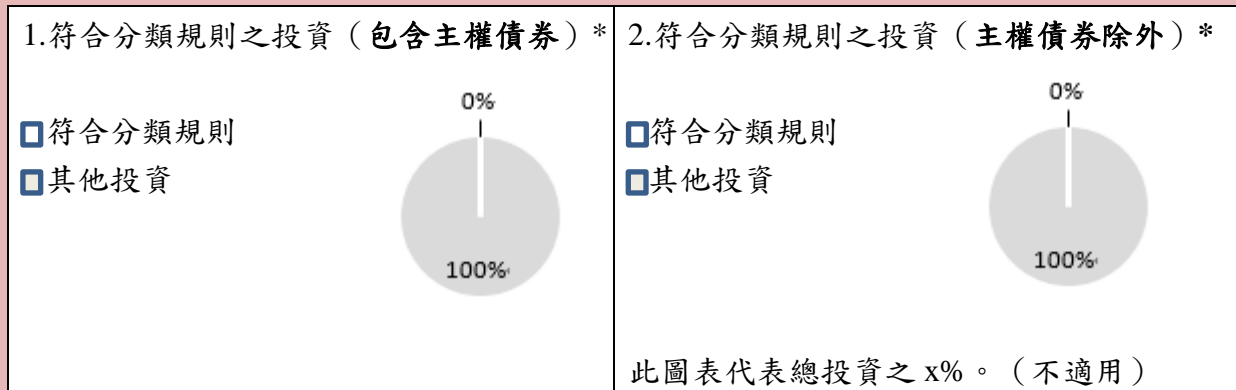 1.符合分類規則之投資（包含主權債券）*
0%
符合分類規則
其他投資
100%
2.符合分類規則之投資（主權債券除外）*
0%
符合分類規則
其他投資
100%
此圖表代表總投資之 x%。（不適用）